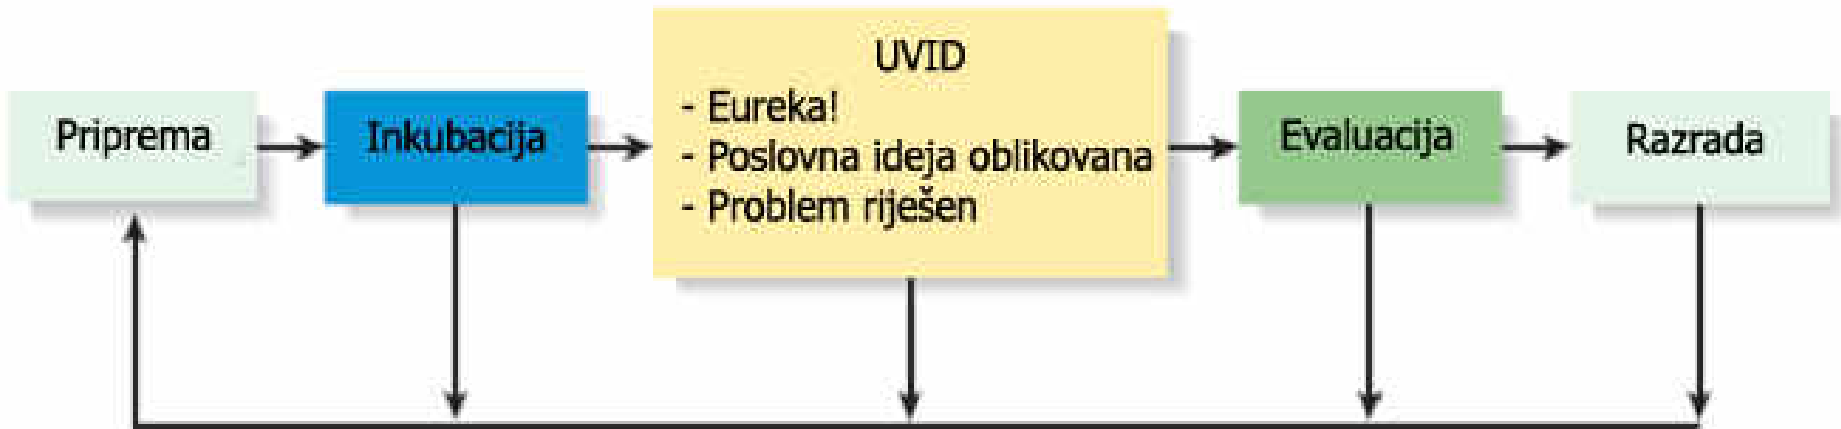 Priprema
Inkubacija
UVID
- Eureka!
- Poslovna ideja oblikovana
- Problem riješen
Evaluacija
Razrada